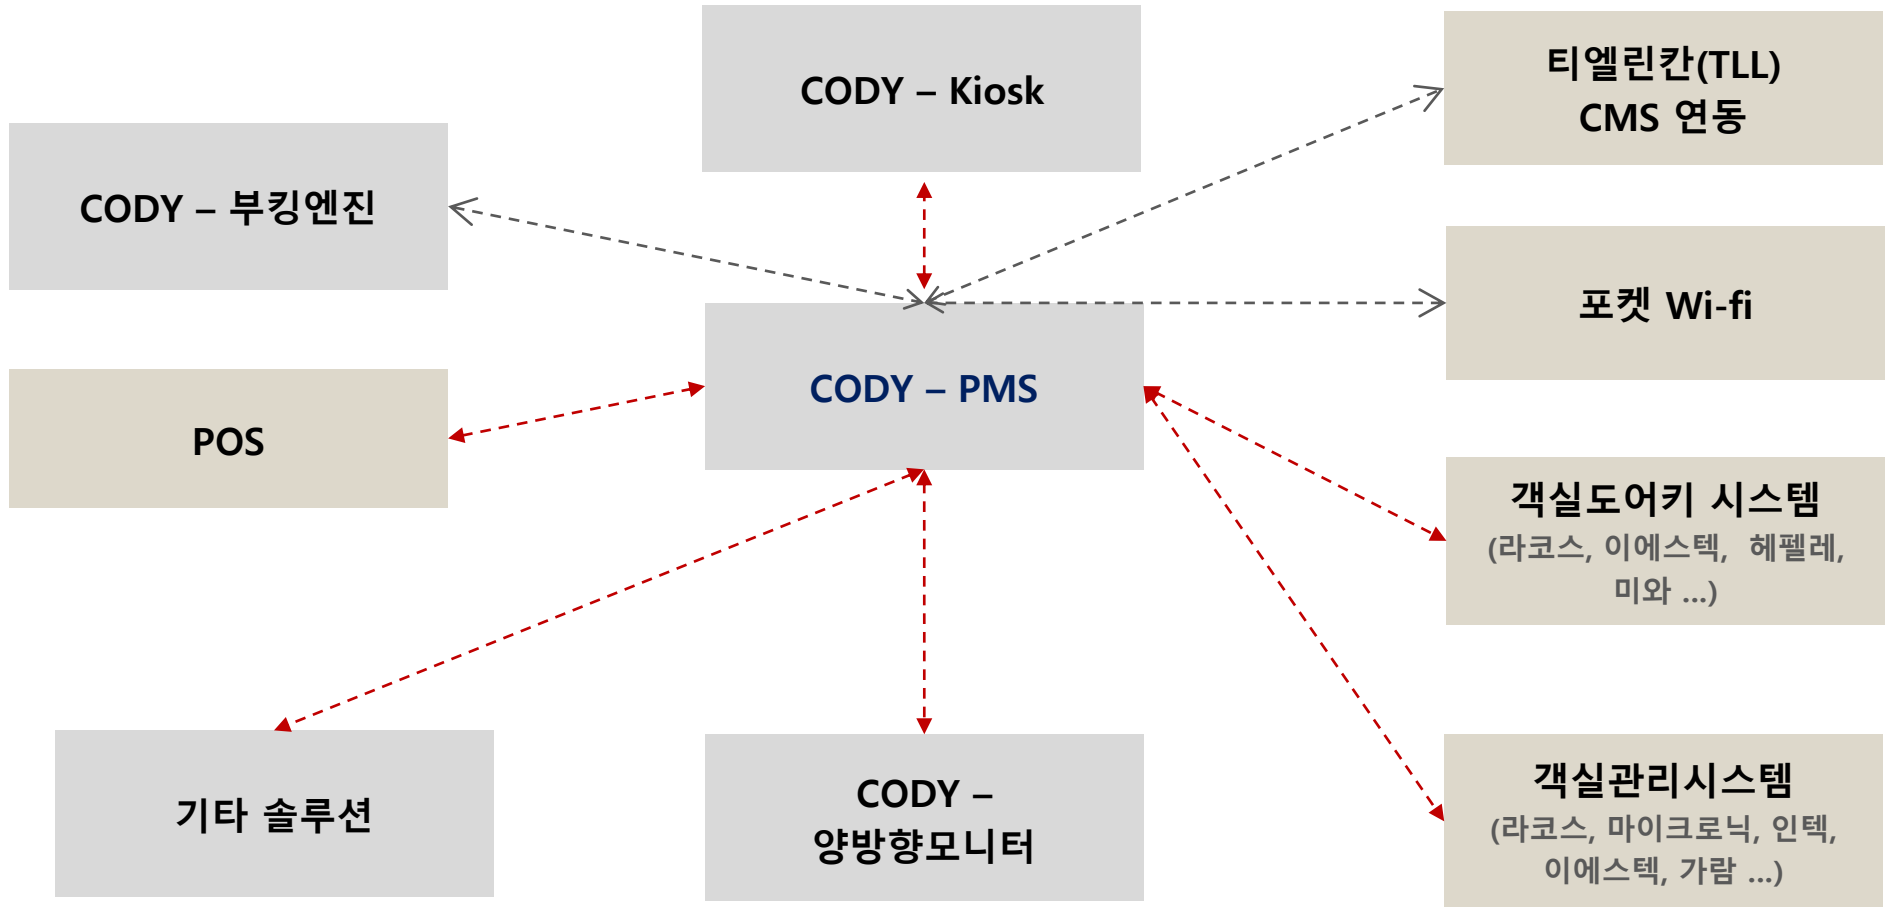 CODY – Kiosk
티엘린칸(TLL)
CMS 연동
CODY – 부킹엔진
포켓 Wi-fi
CODY – PMS
POS
객실도어키 시스템
(라코스, 이에스텍, 헤펠레,
미와 ...)
기타 솔루션
CODY –
양방향모니터
객실관리시스템
(라코스, 마이크로닉, 인텍,
이에스텍, 가람 ...)